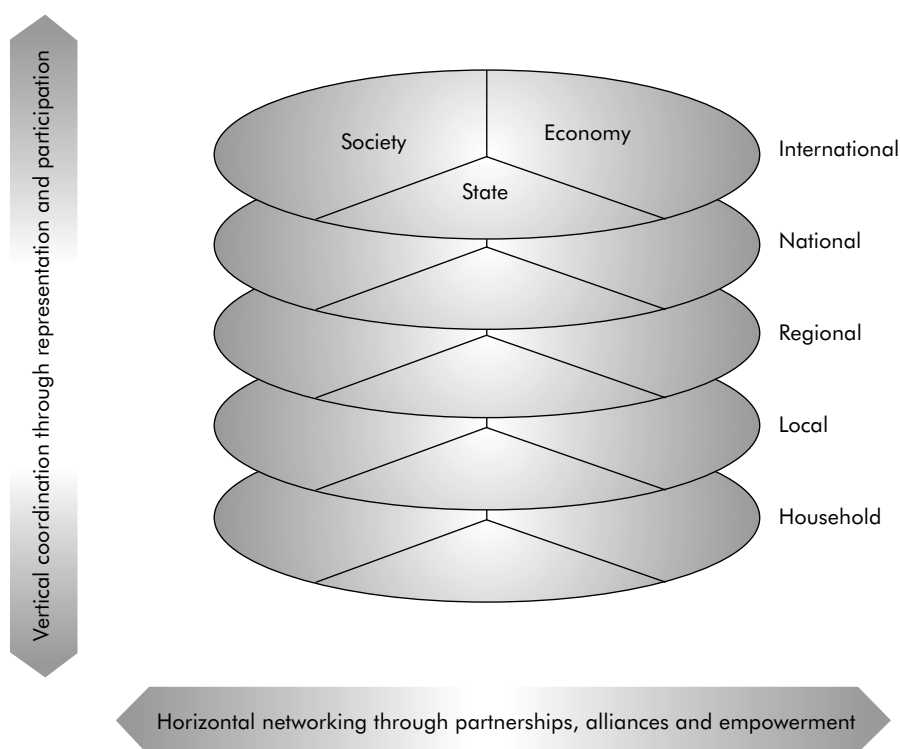 Vertical coordination through representation and participation
Society
Economy
State
International
National
Regional
Local
Household
Horizontal networking through partnerships, alliances and empowerment